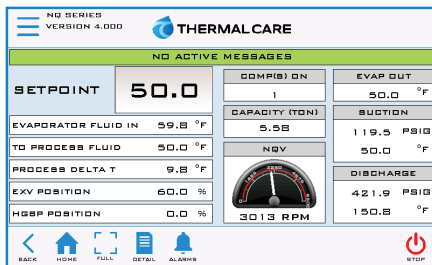 NQ SERIES
VERSION 4.000
THERMALCARE
NO ACTIVE MESSAGES
SETPOINT 50.0
EVAPORATOR FLUID IN 59.8 °F
TO PROCESS FLUID 50.0 °F
PROCESS DELTA T 9.8 °F
EXV POSITION 60.0 %
HGBP POSITION 0.0 %
COMP(S) ON
1
CAPACITY (TON)
5.58
NQV
3013 RPM
EVAP OUT
50.0 °F
SUCTION
119.5 PSIG
50.0 °F
DISCHARGE
421.9 PSIG
150.8 °F
BACK HOME FULL DETAIL ALARMS STOP